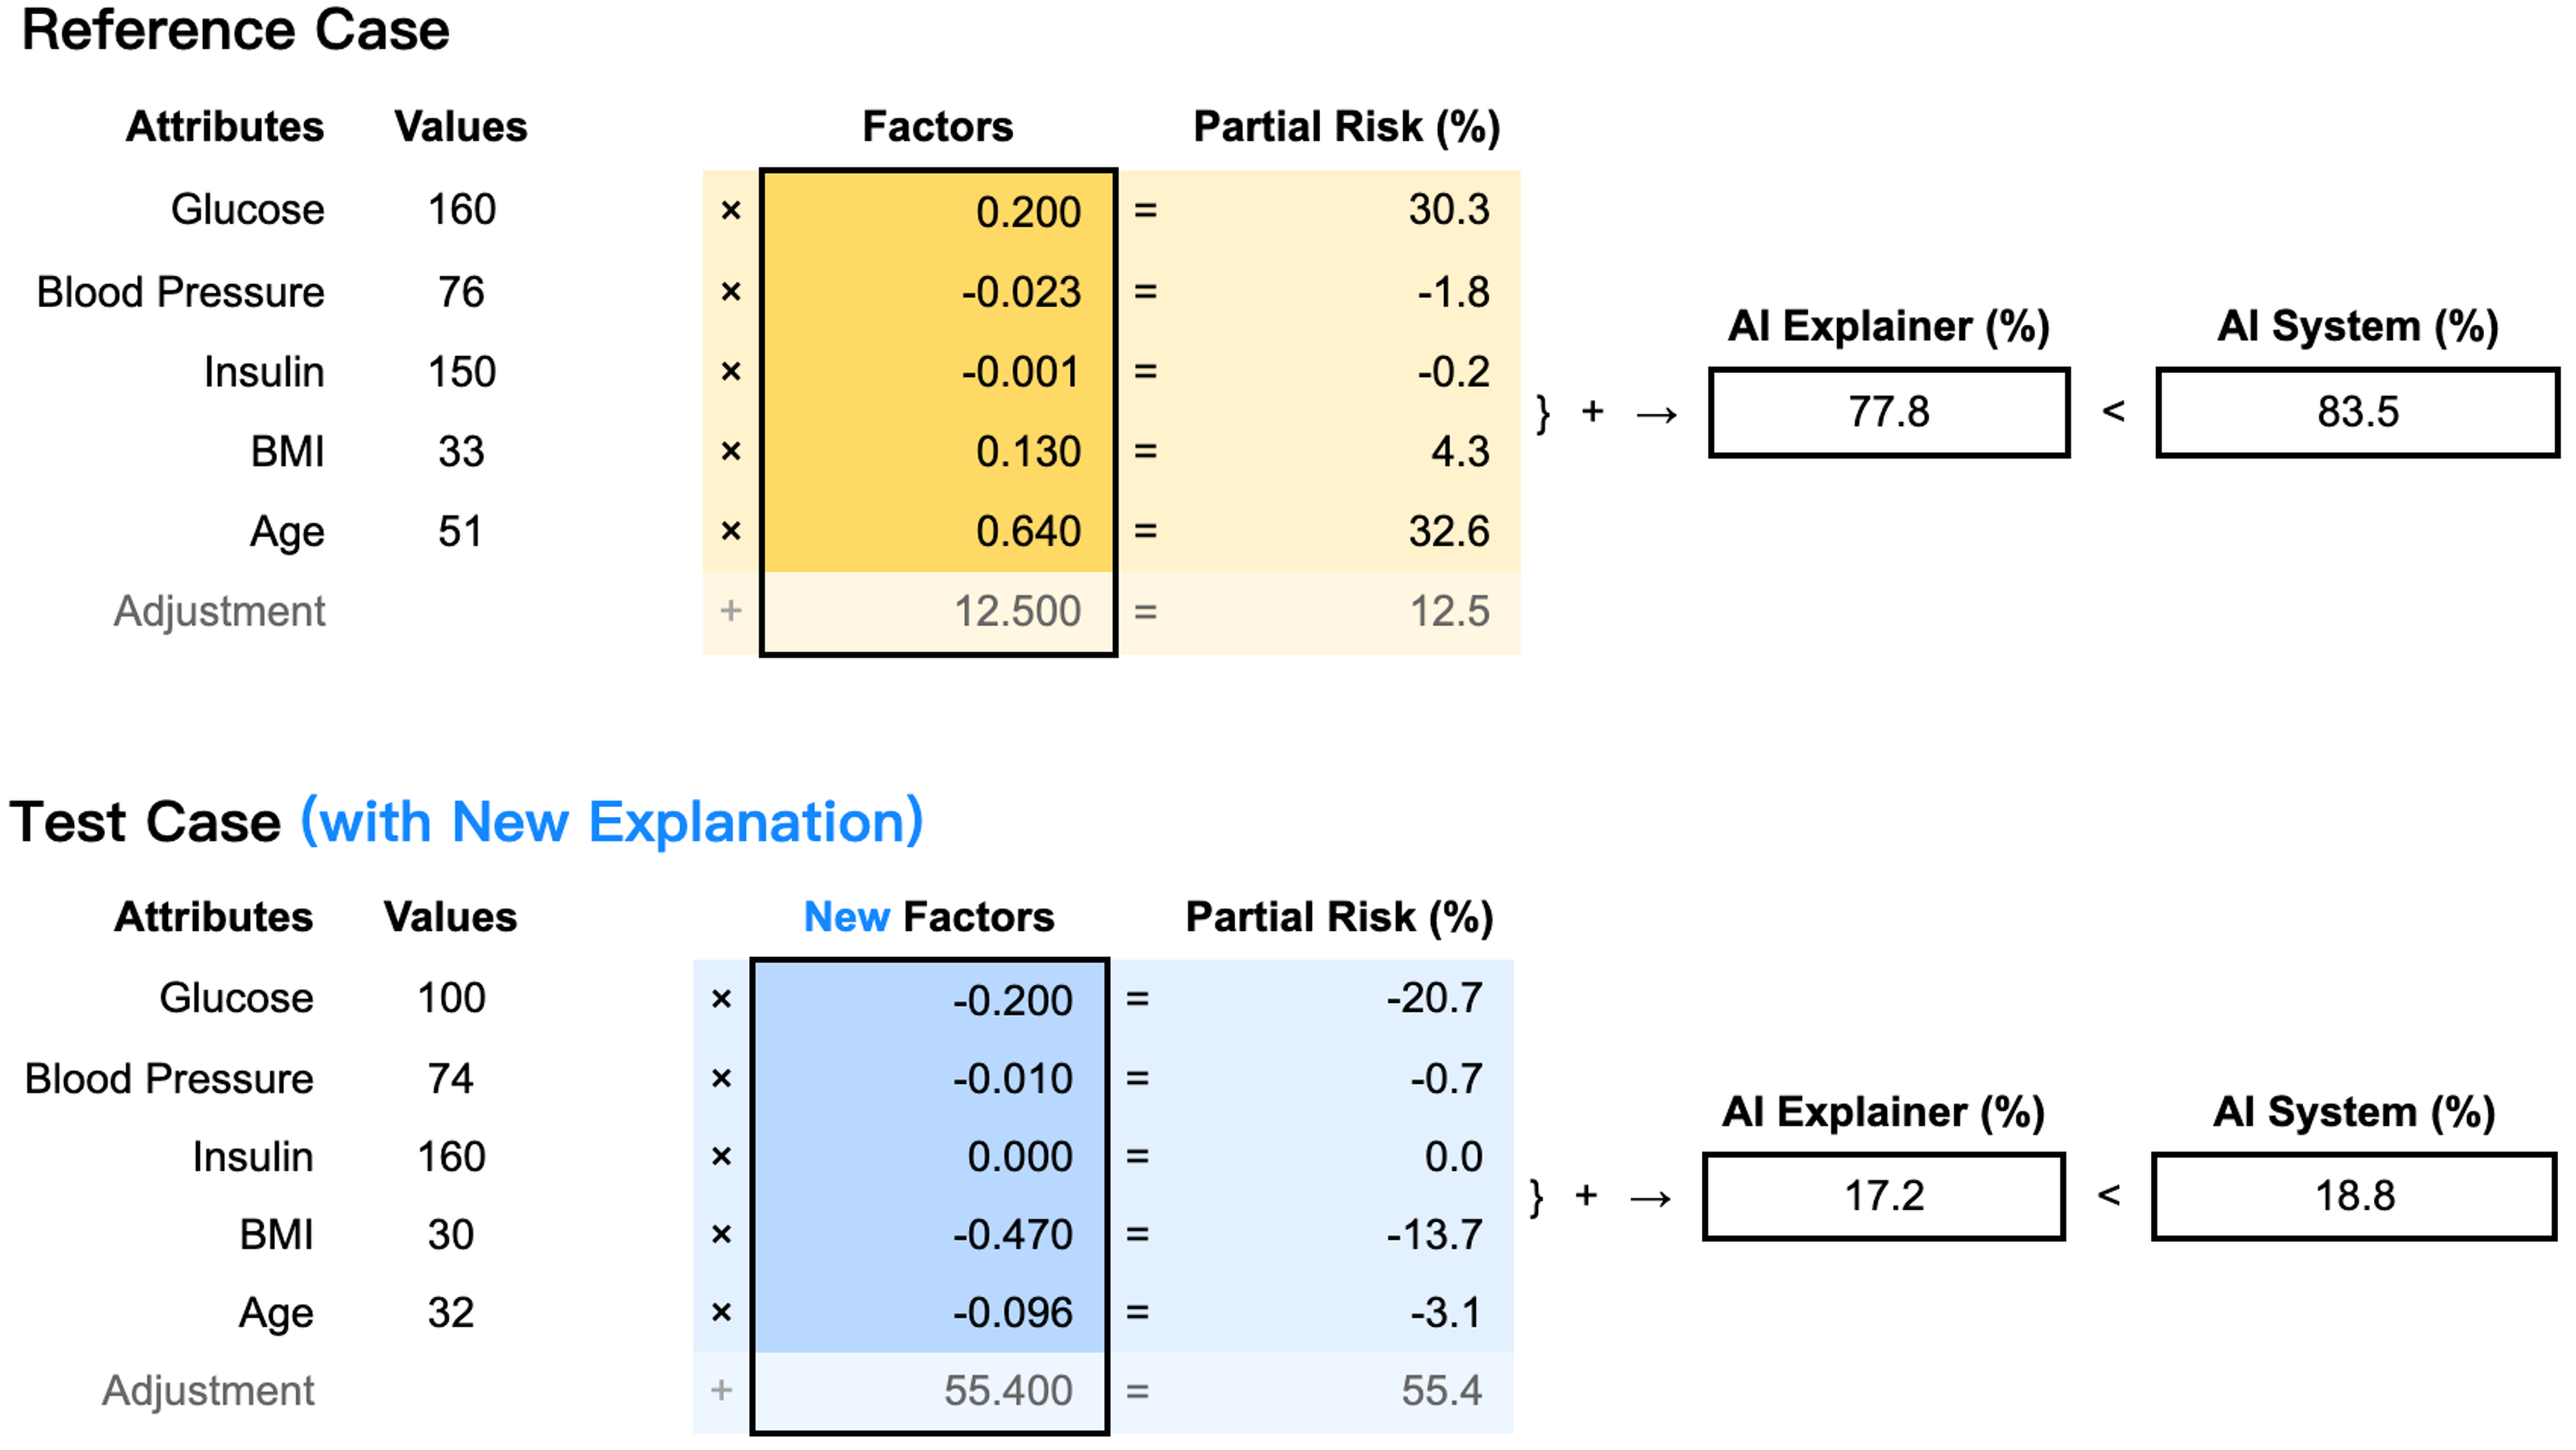 Reference Case
Attributes Values Factors Partial Risk (%)
Glucose 160 × 0.200 = 30.3
Blood Pressure 76 × -0.023 = -1.8
AI Explainer (%) AI System (%)
Insulin 150 × -0.001 = -0.2
} + → 77.8 < 83.5
BMI 33 × 0.130 = 4.3
Age 51 × 0.640 = 32.6
Adjustment + 12.500 = 12.5
Test Case (with New Explanation)
Attributes Values New Factors Partial Risk (%)
Glucose 100 × -0.200 = -20.7
Blood Pressure 74 × -0.010 = -0.7
AI Explainer (%) AI System (%)
Insulin 160 × 0.000 = 0.0
} + → 17.2 < 18.8
BMI 30 × -0.470 = -13.7
Age 32 × -0.096 = -3.1
Adjustment + 55.400 = 55.4